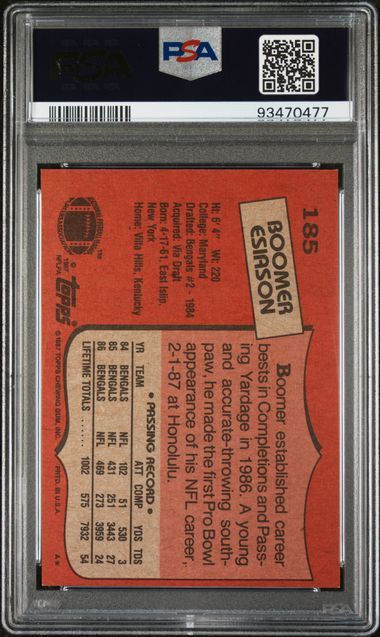 PSA
PSA
93470477
185
BOOMER
ESIASON
Ht: 6' 4" Wt: 220
College: Maryland
Drafted: Bengals #2 - 1984
Acquired: Via Draft
Born: 4-17-61, East Islip,
New York
Home: Villa Hills, Kentucky
TM
© 1987
NFLPA
topps
© 1987 TOPPS CHEWING GUM, INC.
PRTD. IN U.S.A.
A*
Boomer established career
bests in Completions and Pass-
ing Yardage in 1986. A young
and accurate-throwing south-
paw, he made the first Pro Bowl
appearance of his NFL career,
2-1-87 at Honolulu.
• PASSING RECORD •
YR TEAM ATT COMP YDS TDS
84 BENGALS NFL 102 51 530 3
85 BENGALS NFL 431 251 3443 27
86 BENGALS NFL 469 273 3959 24
LIFETIME TOTALS ...... 1002 575 7932 54
PSA